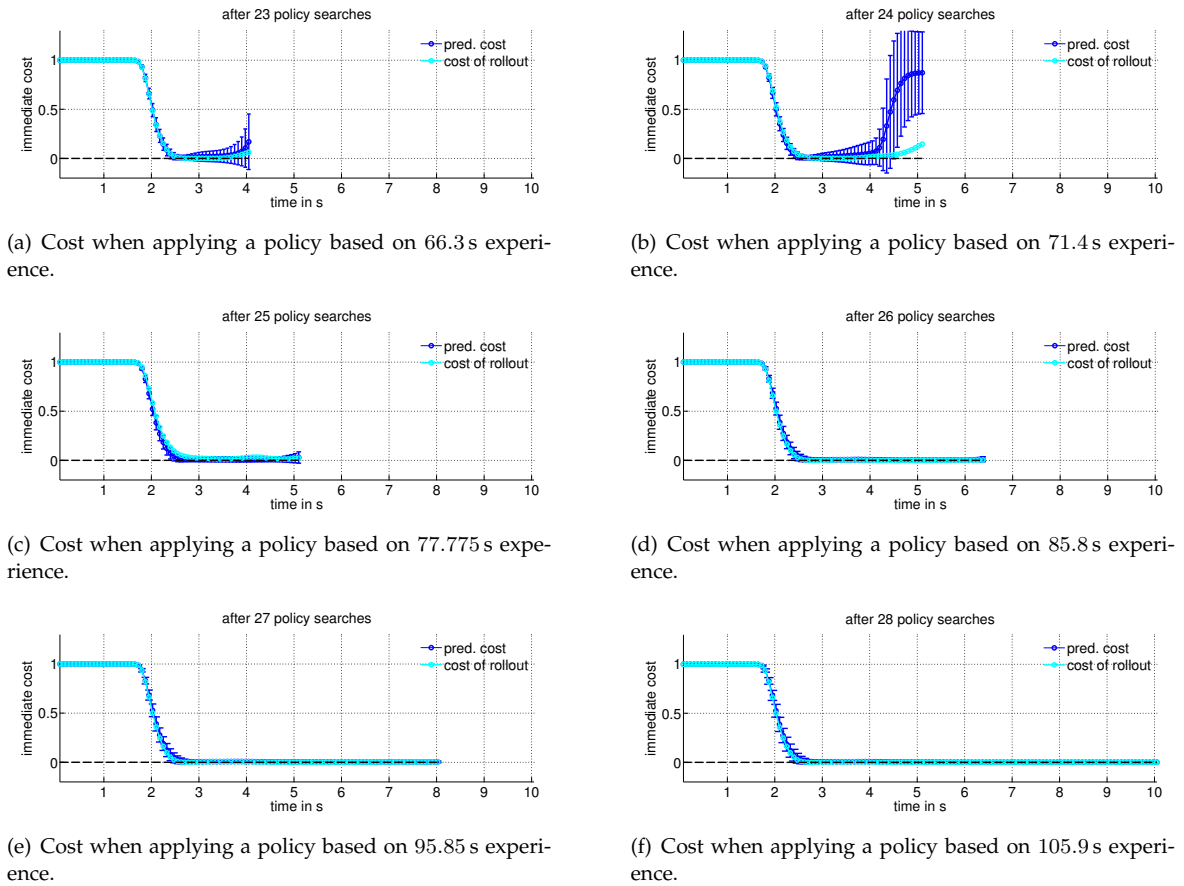 after 23 policy searches
pred. cost
cost of rollout
immediate cost
1
0.5
0
1 2 3 4 5 6 7 8 9 10
time in s
(a) Cost when applying a policy based on 66.3 s experi-
ence.
after 24 policy searches
pred. cost
cost of rollout
immediate cost
1
0.5
0
1 2 3 4 5 6 7 8 9 10
time in s
(b) Cost when applying a policy based on 71.4 s experi-
ence.
after 25 policy searches
pred. cost
cost of rollout
immediate cost
1
0.5
0
1 2 3 4 5 6 7 8 9 10
time in s
(c) Cost when applying a policy based on 77.775 s expe-
rience.
after 26 policy searches
pred. cost
cost of rollout
immediate cost
1
0.5
0
1 2 3 4 5 6 7 8 9 10
time in s
(d) Cost when applying a policy based on 85.8 s experi-
ence.
after 27 policy searches
pred. cost
cost of rollout
immediate cost
1
0.5
0
1 2 3 4 5 6 7 8 9 10
time in s
(e) Cost when applying a policy based on 95.85 s experi-
ence.
after 28 policy searches
pred. cost
cost of rollout
immediate cost
1
0.5
0
1 2 3 4 5 6 7 8 9 10
time in s
(f) Cost when applying a policy based on 105.9 s experi-
ence.